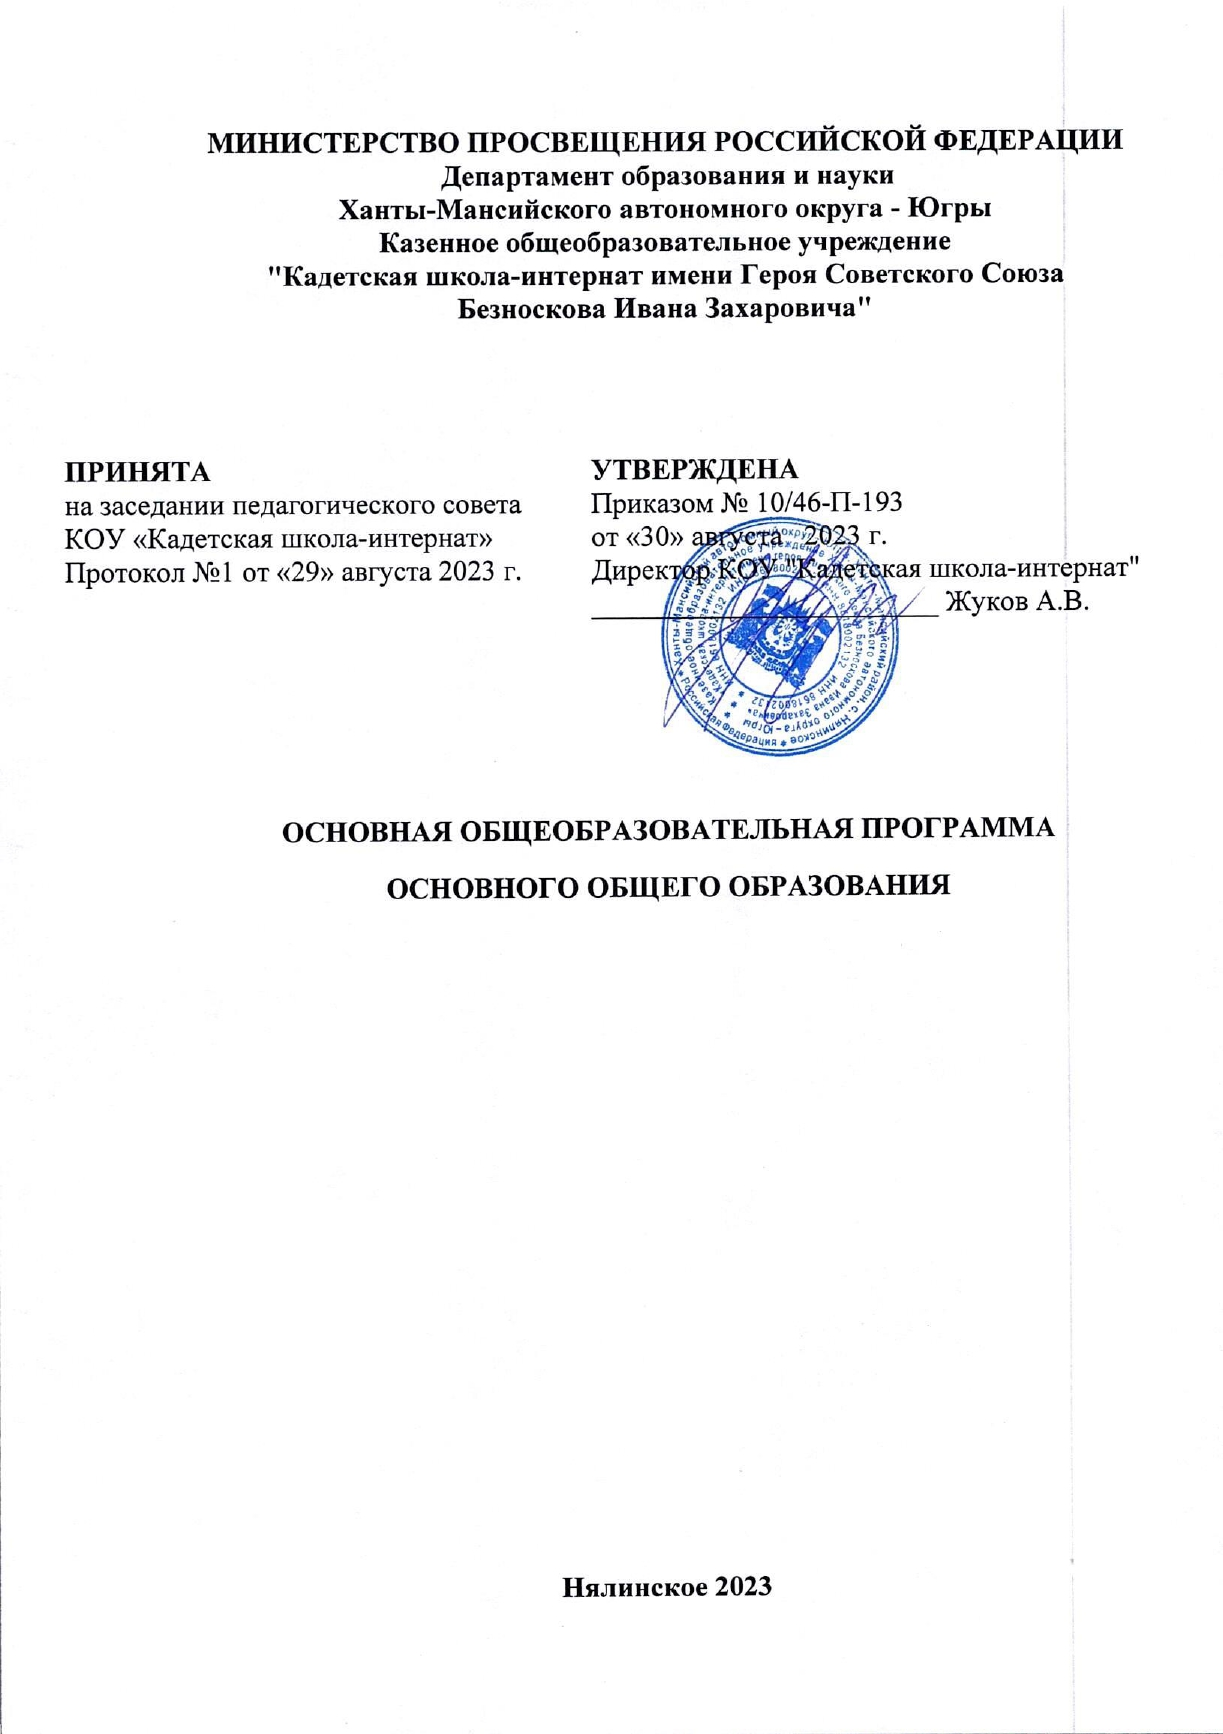 МИНИСТЕРСТВО ПРОСВЕЩЕНИЯ РОССИЙСКОЙ ФЕДЕРАЦИИ
Департамент образования и науки
Ханты-Мансийского автономного округа - Югры
Казенное общеобразовательное учреждение
"Кадетская школа-интернат имени Героя Советского Союза
Безноскова Ивана Захаровича"
ПРИНЯТА
на заседании педагогического совета
КОУ «Кадетская школа-интернат»
Протокол №1 от «29» августа 2023 г.
УТВЕРЖДЕНА
Приказом № 10/46-П-193
от «30» августа 2023 г.
Директор КОУ "Кадетская школа-интернат"
Жуков А.В.
ОСНОВНАЯ ОБЩЕОБРАЗОВАТЕЛЬНАЯ ПРОГРАММА
ОСНОВНОГО ОБЩЕГО ОБРАЗОВАНИЯ
Нялинское 2023